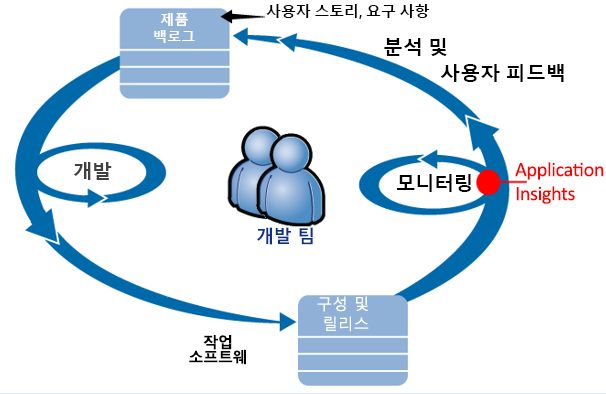 사용자 스토리, 요구 사항
제품
백로그
분석 및
사용자 피드백
개발
모니터링
Application
Insights
개발 팀
구성 및
릴리스
작업
소프트웨